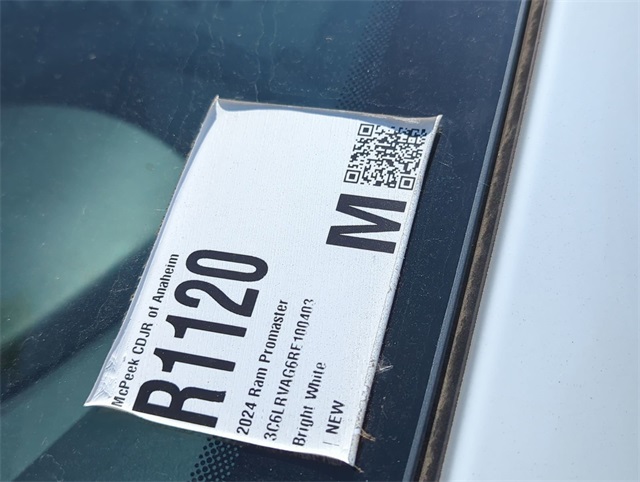 McPeek CDJR of Anaheim
R1120
2024 Ram Promaster
3C6LRVAG6RE100403
Bright White
NEW
M